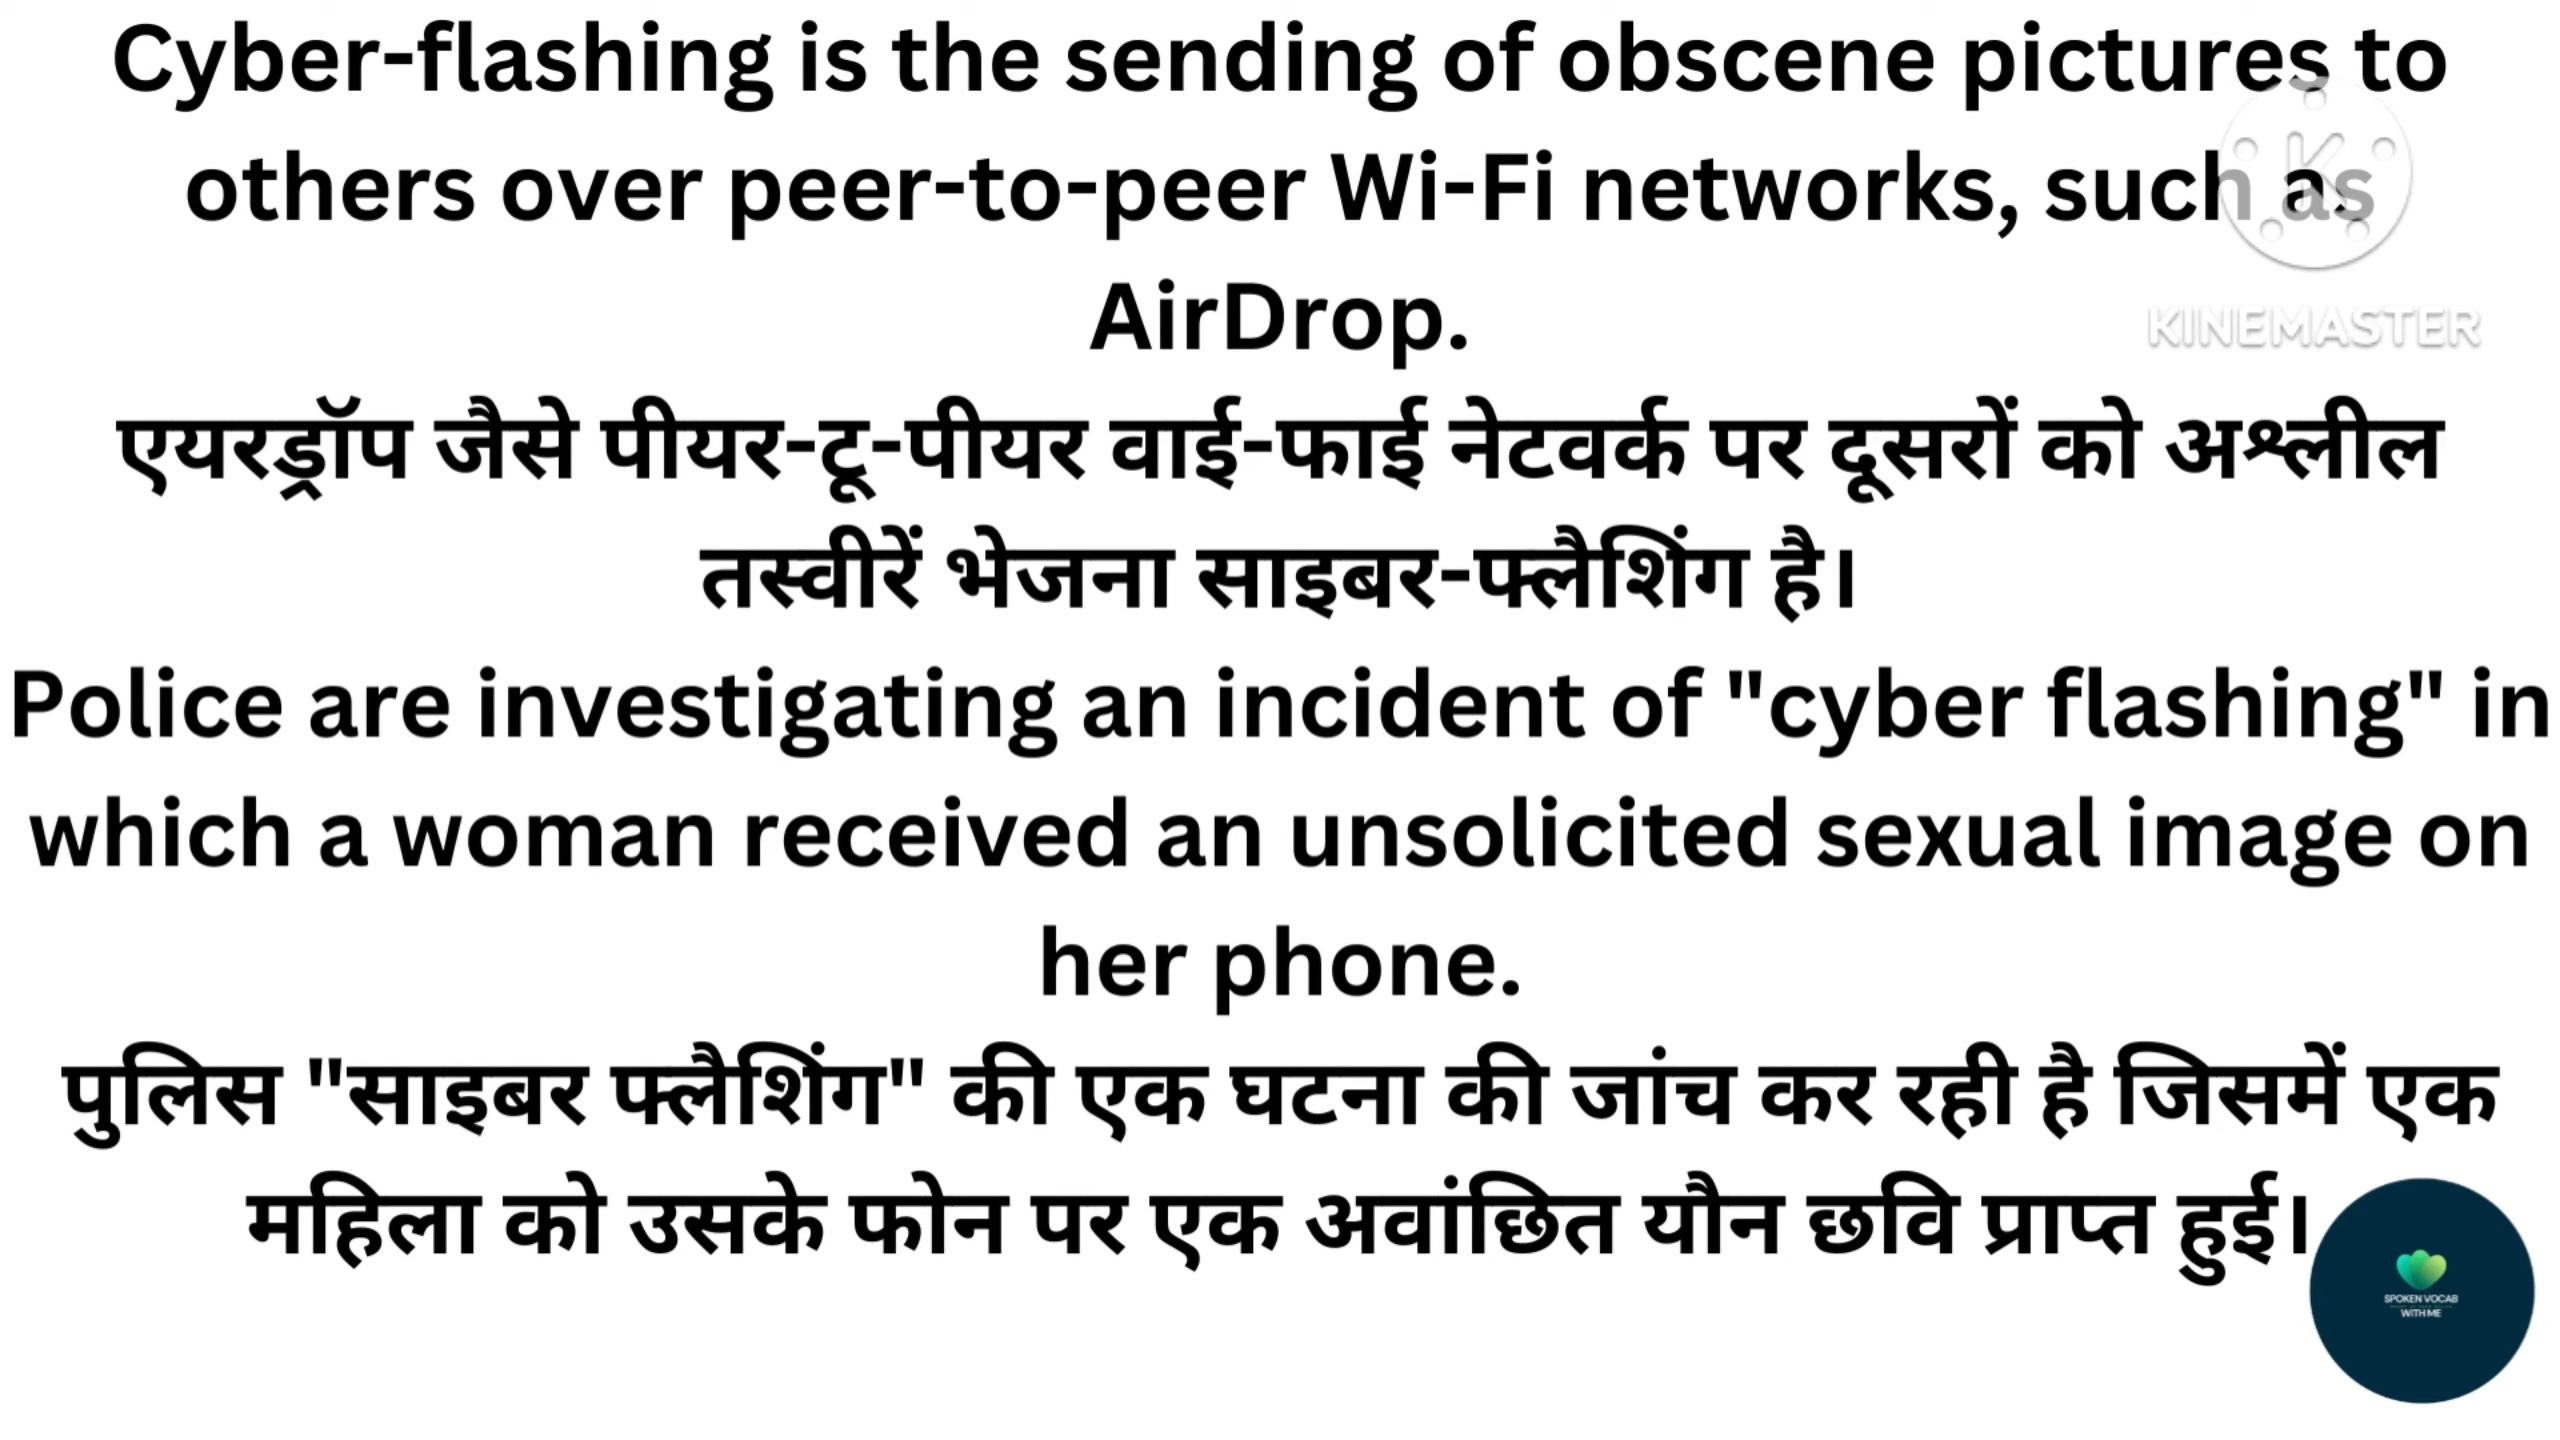 Cyber-flashing is the sending of obscene pictures to
others over peer-to-peer Wi-Fi networks, such as
AirDrop.
KINEMASTER
एयरड्रॉप जैसे पीयर-टू-पीयर वाई-फाई नेटवर्क पर दूसरों को अश्लील
तस्वीरें भेजना साइबर-फ्लैशिंग है।
Police are investigating an incident of "cyber flashing" in
which a woman received an unsolicited sexual image on
her phone.
पुलिस "साइबर फ्लैशिंग" की एक घटना की जांच कर रही है जिसमें एक
महिला को उसके फोन पर एक अवांछित यौन छवि प्राप्त हुई।
SPOKEN VOCAB
WITH ME